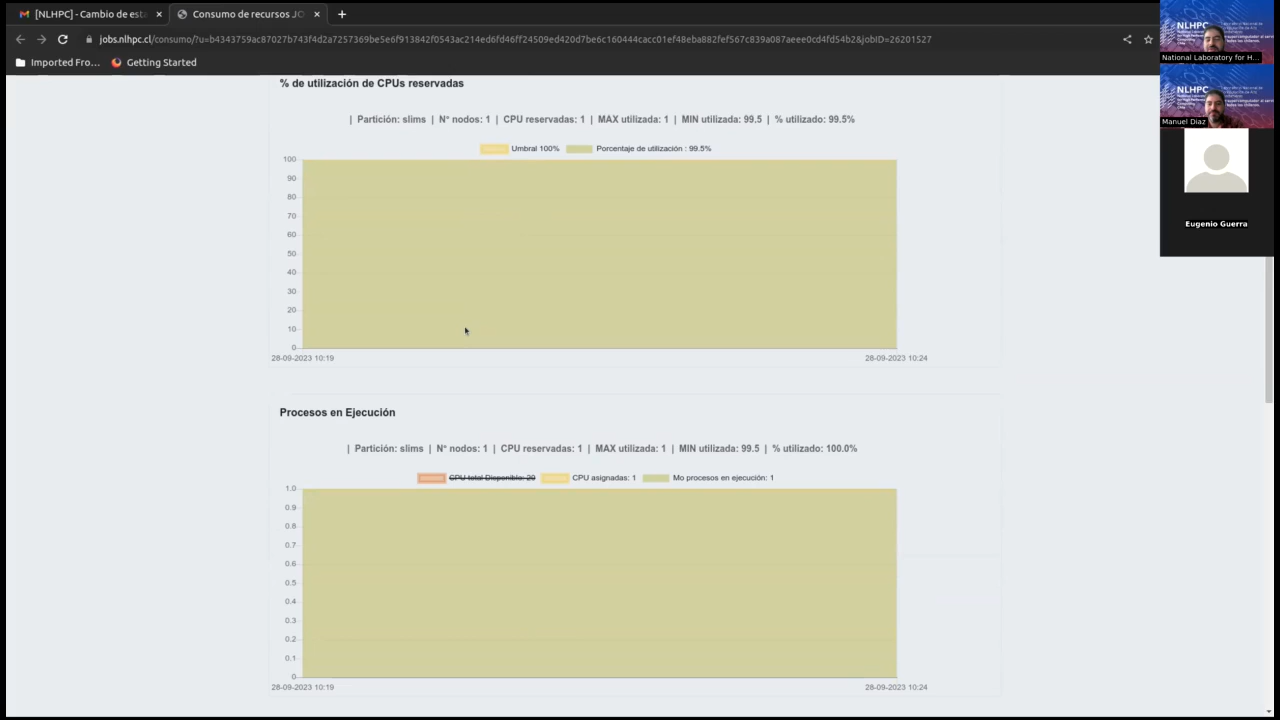 [NLHPC] - Cambio de est
Consumo de recursos JO
jobs.nlhpc.cl/consumo/?u=
&jobID=26201527
Imported Fro...
Getting Started
NLHPC
National Laboratory for H...
NLHPC
Manuel Diaz
Eugenio Guerra
% de utilización de CPUs reservadas
| Partición: slims | N° nodos: 1 | CPU reservadas: 1 | MAX utilizada: 1 | MIN utilizada: 99.5 | % utilizado: 99.5%
Umbral 100% Porcentaje de utilización : 99.5%
100
90
80
70
60
50
40
30
20
10
0
28-09-2023 10:19 28-09-2023 10:24
Procesos en Ejecución
| Partición: slims | N° nodos: 1 | CPU reservadas: 1 | MAX utilizada: 1 | MIN utilizada: 99.5 | % utilizado: 100.0%
CPU total Disponible: 20 CPU asignadas: 1 Mo procesos en ejecución: 1
1.0
0.9
0.8
0.7
0.6
0.5
0.4
0.3
0.2
0.1
0
28-09-2023 10:19 28-09-2023 10:24